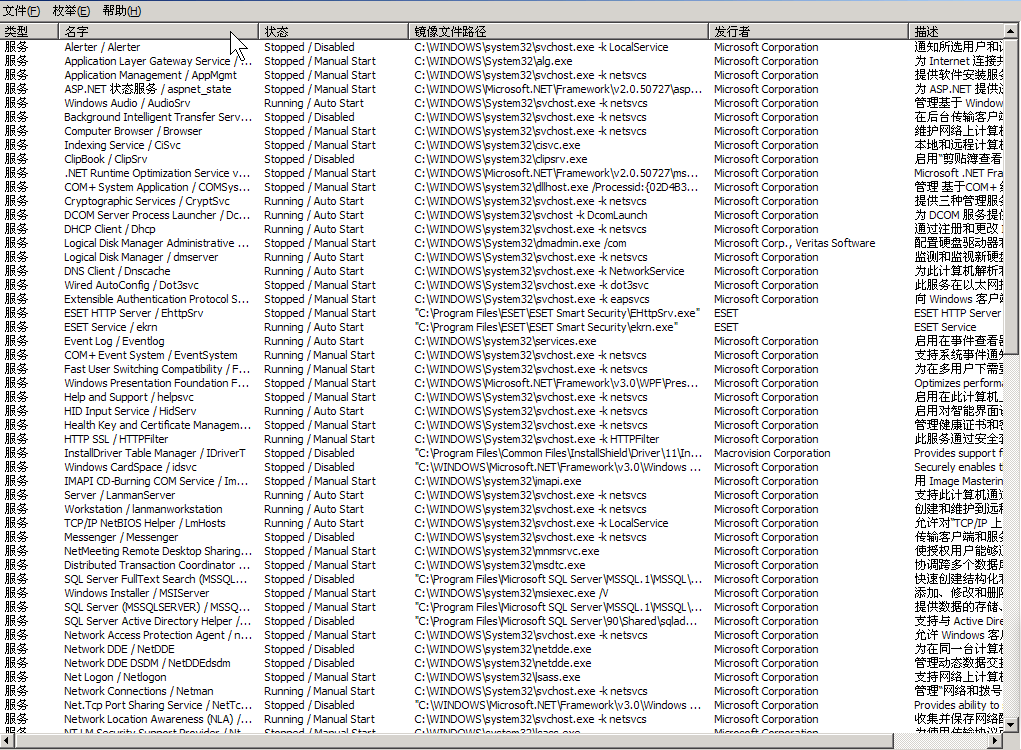 文件(F) 枚举(E) 帮助(H)
类型 名字 状态 镜像文件路径 发行者 描述
服务 Alerter / Alerter Stopped / Disabled C:\WINDOWS\system32\svchost.exe -k LocalService Microsoft Corporation 通知所选用户和
服务 Application Layer Gateway Service / ... Stopped / Manual Start C:\WINDOWS\System32\alg.exe Microsoft Corporation 为 Internet 连接共
服务 Application Management / AppMgmt Stopped / Manual Start C:\WINDOWS\system32\svchost.exe -k netsvcs Microsoft Corporation 提供软件安装服务
服务 ASP.NET 状态服务 / aspnet_state Stopped / Manual Start C:\WINDOWS\Microsoft.NET\Framework\v2.0.50727\asp... Microsoft Corporation 为 ASP.NET 提供
服务 Windows Audio / AudioSrv Running / Auto Start C:\WINDOWS\System32\svchost.exe -k netsvcs Microsoft Corporation 管理基于 Window
服务 Background Intelligent Transfer Serv... Stopped / Disabled C:\WINDOWS\system32\svchost.exe -k netsvcs Microsoft Corporation 在后台传输客户端
服务 Computer Browser / Browser Stopped / Manual Start C:\WINDOWS\system32\svchost.exe -k netsvcs Microsoft Corporation 维护网络上计算机
服务 Indexing Service / CiSvc Stopped / Manual Start C:\WINDOWS\system32\cisvc.exe Microsoft Corporation 本地和远程计算机
服务 ClipBook / ClipSrv Stopped / Disabled C:\WINDOWS\system32\clipsrv.exe Microsoft Corporation 启用“剪贴簿查看
服务 .NET Runtime Optimization Service v... Stopped / Manual Start C:\WINDOWS\Microsoft.NET\Framework\v2.0.50727\ms... Microsoft Corporation Microsoft .NET Fra
服务 COM+ System Application / COMSys... Stopped / Manual Start C:\WINDOWS\system32\dllhost.exe /Processid:{02D4B3... Microsoft Corporation 管理 基于COM+
服务 Cryptographic Services / CryptSvc Running / Auto Start C:\WINDOWS\system32\svchost.exe -k netsvcs Microsoft Corporation 提供三种管理服务
服务 DCOM Server Process Launcher / Dc... Running / Auto Start C:\WINDOWS\system32\svchost -k DcomLaunch Microsoft Corporation 为 DCOM 服务提供
服务 DHCP Client / Dhcp Running / Auto Start C:\WINDOWS\system32\svchost.exe -k netsvcs Microsoft Corporation 通过注册和更改
服务 Logical Disk Manager Administrative ... Stopped / Manual Start C:\WINDOWS\System32\dmadmin.exe /com Microsoft Corp., Veritas Software 配置硬盘驱动器和
服务 Logical Disk Manager / dmserver Running / Auto Start C:\WINDOWS\System32\svchost.exe -k netsvcs Microsoft Corporation 监测和监视新硬盘
服务 DNS Client / Dnscache Running / Auto Start C:\WINDOWS\system32\svchost.exe -k NetworkService Microsoft Corporation 为此计算机解析和
服务 Wired AutoConfig / Dot3svc Stopped / Manual Start C:\WINDOWS\System32\svchost.exe -k dot3svc Microsoft Corporation 此服务在以太网
服务 Extensible Authentication Protocol S... Stopped / Manual Start C:\WINDOWS\System32\svchost.exe -k eapsvcs Microsoft Corporation 向 Windows 客户端
服务 ESET HTTP Server / EhttpSrv Stopped / Manual Start "C:\Program Files\ESET\ESET Smart Security\EHttpSrv.exe" ESET ESET HTTP Server
服务 ESET Service / ekrn Running / Auto Start "C:\Program Files\ESET\ESET Smart Security\ekrn.exe" ESET ESET Service
服务 Event Log / Eventlog Running / Auto Start C:\WINDOWS\system32\services.exe Microsoft Corporation 启用在事件查看器
服务 COM+ Event System / EventSystem Running / Manual Start C:\WINDOWS\system32\svchost.exe -k netsvcs Microsoft Corporation 支持系统事件通知
服务 Fast User Switching Compatibility / F... Running / Manual Start C:\WINDOWS\System32\svchost.exe -k netsvcs Microsoft Corporation 为在多用户下需要
服务 Windows Presentation Foundation F... Stopped / Manual Start C:\WINDOWS\Microsoft.NET\Framework\v3.0\WPF\Pres... Microsoft Corporation Optimizes perform
服务 Help and Support / helpsvc Stopped / Manual Start C:\WINDOWS\System32\svchost.exe -k netsvcs Microsoft Corporation 启用在此计算机上
服务 HID Input Service / HidServ Running / Auto Start C:\WINDOWS\System32\svchost.exe -k netsvcs Microsoft Corporation 启用对智能界面
服务 Health Key and Certificate Managem... Stopped / Manual Start C:\WINDOWS\System32\svchost.exe -k netsvcs Microsoft Corporation 管理健康证书和
服务 HTTP SSL / HTTPFilter Running / Manual Start C:\WINDOWS\System32\svchost.exe -k HTTPFilter Microsoft Corporation 此服务通过安全
服务 InstallDriver Table Manager / IDriverT Stopped / Disabled "C:\Program Files\Common Files\InstallShield\Driver\11\In... Macrovision Corporation Provides support f
服务 Windows CardSpace / idsvc Stopped / Disabled "C:\WINDOWS\Microsoft.NET\Framework\v3.0\Windows ... Microsoft Corporation Securely enables t
服务 IMAPI CD-Burning COM Service / Im... Stopped / Manual Start C:\WINDOWS\system32\imapi.exe Microsoft Corporation 用 Image Masterin
服务 Server / LanmanServer Running / Auto Start C:\WINDOWS\system32\svchost.exe -k netsvcs Microsoft Corporation 支持此计算机通过
服务 Workstation / lanmanworkstation Running / Auto Start C:\WINDOWS\system32\svchost.exe -k netsvcs Microsoft Corporation 创建和维护到远程
服务 TCP/IP NetBIOS Helper / LmHosts Running / Auto Start C:\WINDOWS\system32\svchost.exe -k LocalService Microsoft Corporation 允许对“TCP/IP 上
服务 Messenger / Messenger Stopped / Disabled C:\WINDOWS\system32\svchost.exe -k netsvcs Microsoft Corporation 传输客户端和服务
服务 NetMeeting Remote Desktop Sharing... Stopped / Manual Start C:\WINDOWS\system32\mnmsrvc.exe Microsoft Corporation 使授权用户能够
服务 Distributed Transaction Coordinator ... Stopped / Manual Start C:\WINDOWS\system32\msdtc.exe Microsoft Corporation 协调跨多个数据库
服务 SQL Server FullText Search (MSSQL... Stopped / Disabled "C:\Program Files\Microsoft SQL Server\MSSQL.1\MSSQL\... Microsoft Corporation 快速创建结构化和
服务 Windows Installer / MSIServer Stopped / Manual Start C:\WINDOWS\system32\msiexec.exe /V Microsoft Corporation 添加、修改和删除
服务 SQL Server (MSSQLSERVER) / MSSQ... Stopped / Manual Start "C:\Program Files\Microsoft SQL Server\MSSQL.1\MSSQL\... Microsoft Corporation 提供数据的存储、
服务 SQL Server Active Directory Helper /... Stopped / Disabled "C:\Program Files\Microsoft SQL Server\90\Shared\sqlad... Microsoft Corporation 支持与 Active Dire
服务 Network Access Protection Agent / n... Stopped / Manual Start C:\WINDOWS\System32\svchost.exe -k netsvcs Microsoft Corporation 允许 Windows 客户
服务 Network DDE / NetDDE Stopped / Disabled C:\WINDOWS\system32\netdde.exe Microsoft Corporation 为在同一台计算机
服务 Network DDE DSDM / NetDDEdsdm Stopped / Disabled C:\WINDOWS\system32\netdde.exe Microsoft Corporation 管理动态数据交换
服务 Net Logon / Netlogon Stopped / Manual Start C:\WINDOWS\system32\lsass.exe Microsoft Corporation 支持网络上计算机
服务 Network Connections / Netman Running / Manual Start C:\WINDOWS\System32\svchost.exe -k netsvcs Microsoft Corporation 管理“网络和拨号
服务 Net.Tcp Port Sharing Service / NetTc... Stopped / Disabled "C:\WINDOWS\Microsoft.NET\Framework\v3.0\Windows ... Microsoft Corporation Provides ability to
服务 Network Location Awareness (NLA) /... Running / Manual Start C:\WINDOWS\system32\svchost.exe -k netsvcs Microsoft Corporation 收集并保存网络配